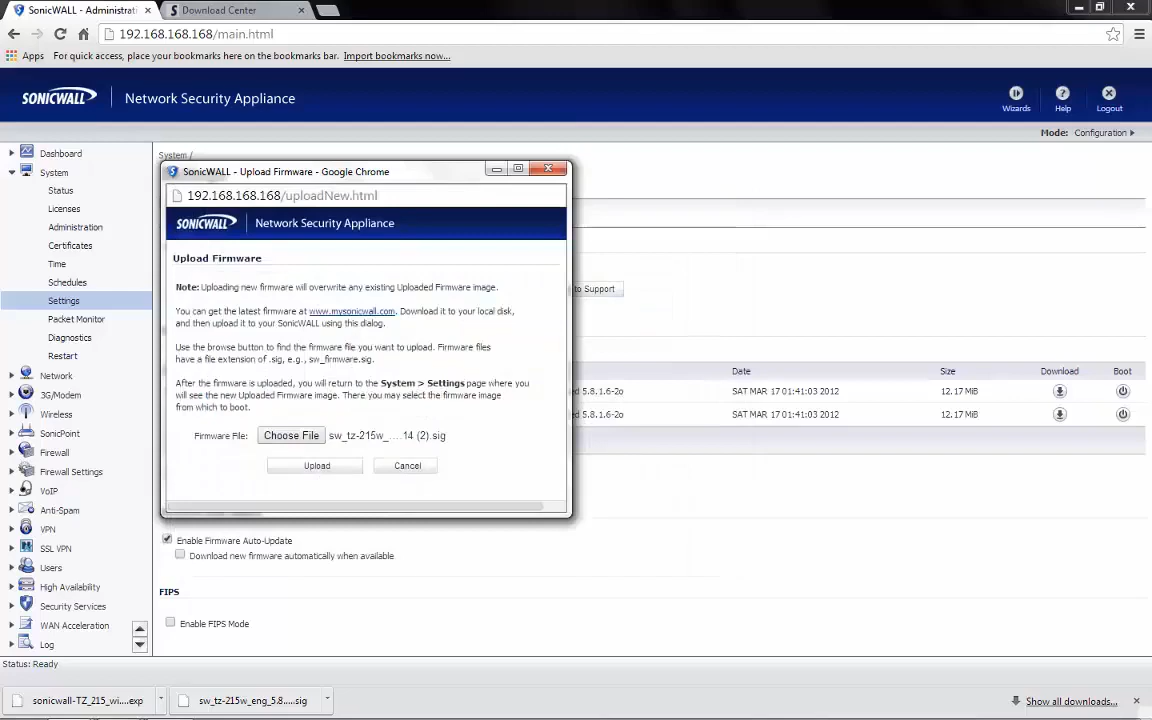 SonicWALL - Administrati
Download Center
192.168.168.168/main.html
Apps For quick access, place your bookmarks here on the bookmarks bar. Import bookmarks now...
SONICWALL Network Security Appliance
Wizards Help Logout
Mode: Configuration
Dashboard
System
Status
Licenses
Administration
Certificates
Time
Schedules
Settings
Packet Monitor
Diagnostics
Restart
Network
3G/Modem
Wireless
SonicPoint
Firewall
Firewall Settings
VoIP
Anti-Spam
VPN
SSL VPN
Users
High Availability
Security Services
WAN Acceleration
Log
System /
SonicWALL - Upload Firmware - Google Chrome
192.168.168.168/uploadNew.html
SONICWALL Network Security Appliance
Upload Firmware
Note: Uploading new firmware will overwrite any existing Uploaded Firmware image.
You can get the latest firmware at www.mysonicwall.com. Download it to your local disk,
and then upload it to your SonicWALL using this dialog.
Use the browse button to find the firmware file you want to upload. Firmware files
have a file extension of .sig, e.g., sw_firmware.sig.
After the firmware is uploaded, you will return to the System > Settings page where you
will see the new Uploaded Firmware image. There you may select the firmware image
from which to boot.
Firmware File: Choose File sw_tz-215w_....14 (2).sig
Upload Cancel
to Support
Date Size Download Boot
ed 5.8.1.6-2o SAT MAR 17 01:41:03 2012 12.17 MiB
ed 5.8.1.6-2o SAT MAR 17 01:41:03 2012 12.17 MiB
Enable Firmware Auto-Update
Download new firmware automatically when available
FIPS
Enable FIPS Mode
Status: Ready
sonicwall-TZ_215_wi....exp
sw_tz-215w_eng_5.8.....sig
Show all downloads...